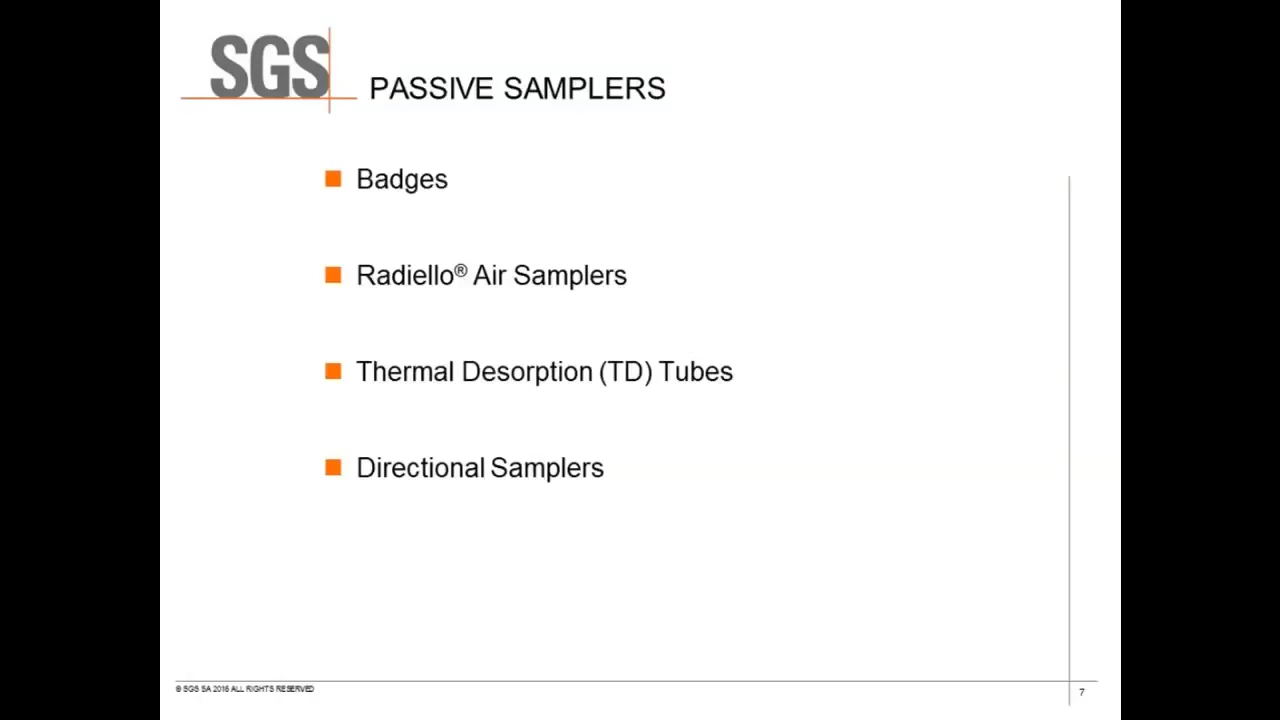 SGS
PASSIVE SAMPLERS
Badges
Radiello® Air Samplers
Thermal Desorption (TD) Tubes
Directional Samplers
© SGS SA 2016 ALL RIGHTS RESERVED
7